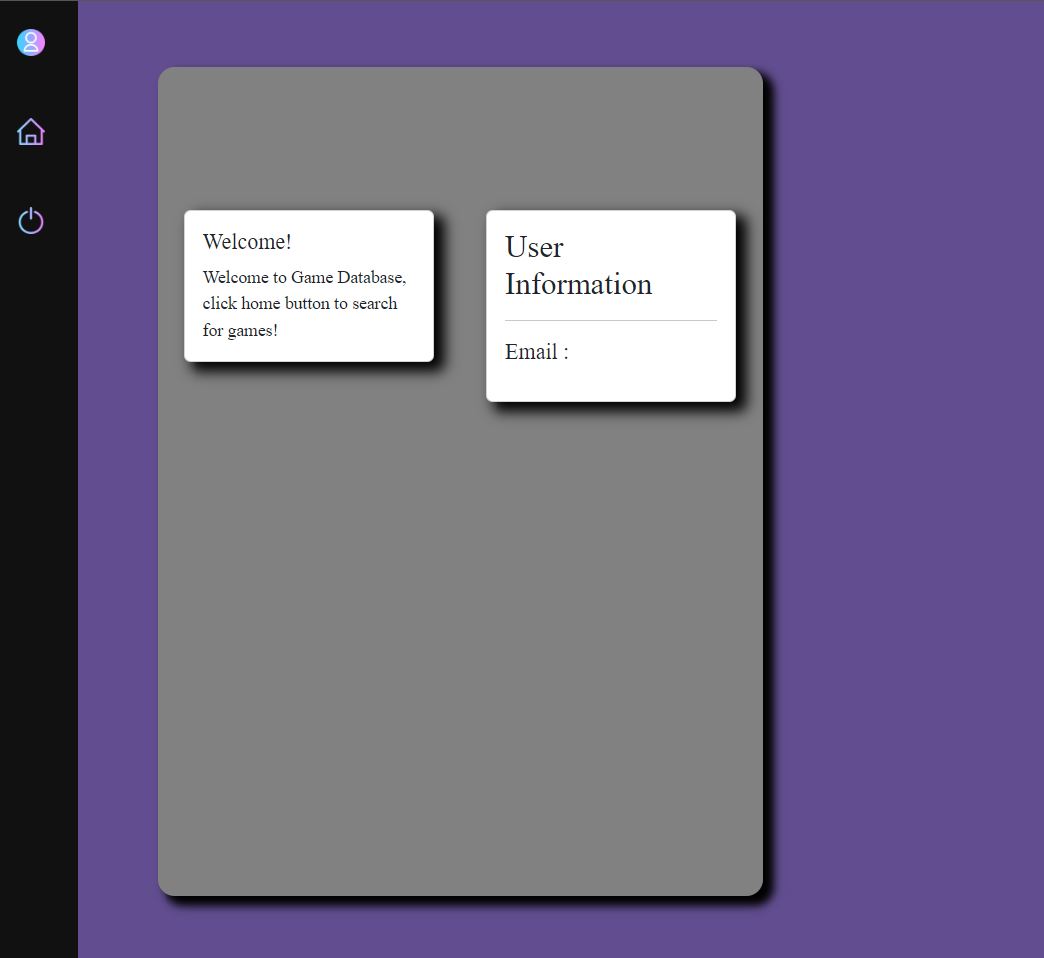 Welcome!
Welcome to Game Database,
click home button to search
for games!
User
Information
Email :